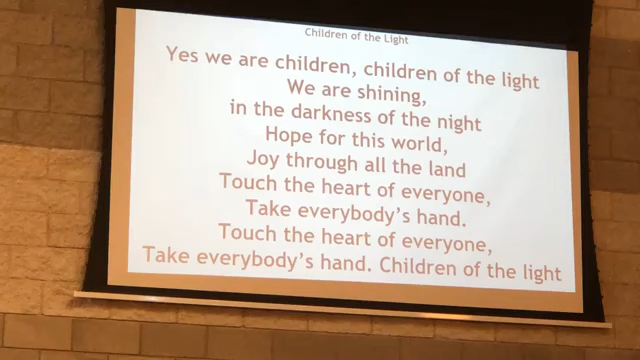 Children of the Light
Yes we are children, children of the light
We are shining,
in the darkness of the night
Hope for this world,
Joy through all the land
Touch the heart of everyone,
Take everybody's hand.
Touch the heart of everyone,
Take everybody's hand. Children of the light